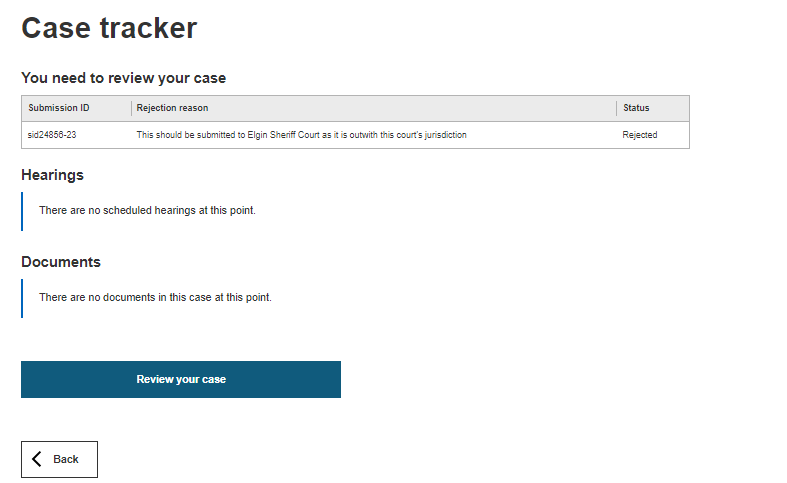 Case tracker
You need to review your case
Submission ID Rejection reason Status
sid24856-23 This should be submitted to Elgin Sheriff Court as it is outwith this court's jurisdiction Rejected
Hearings
There are no scheduled hearings at this point.
Documents
There are no documents in this case at this point.
Review your case
Back